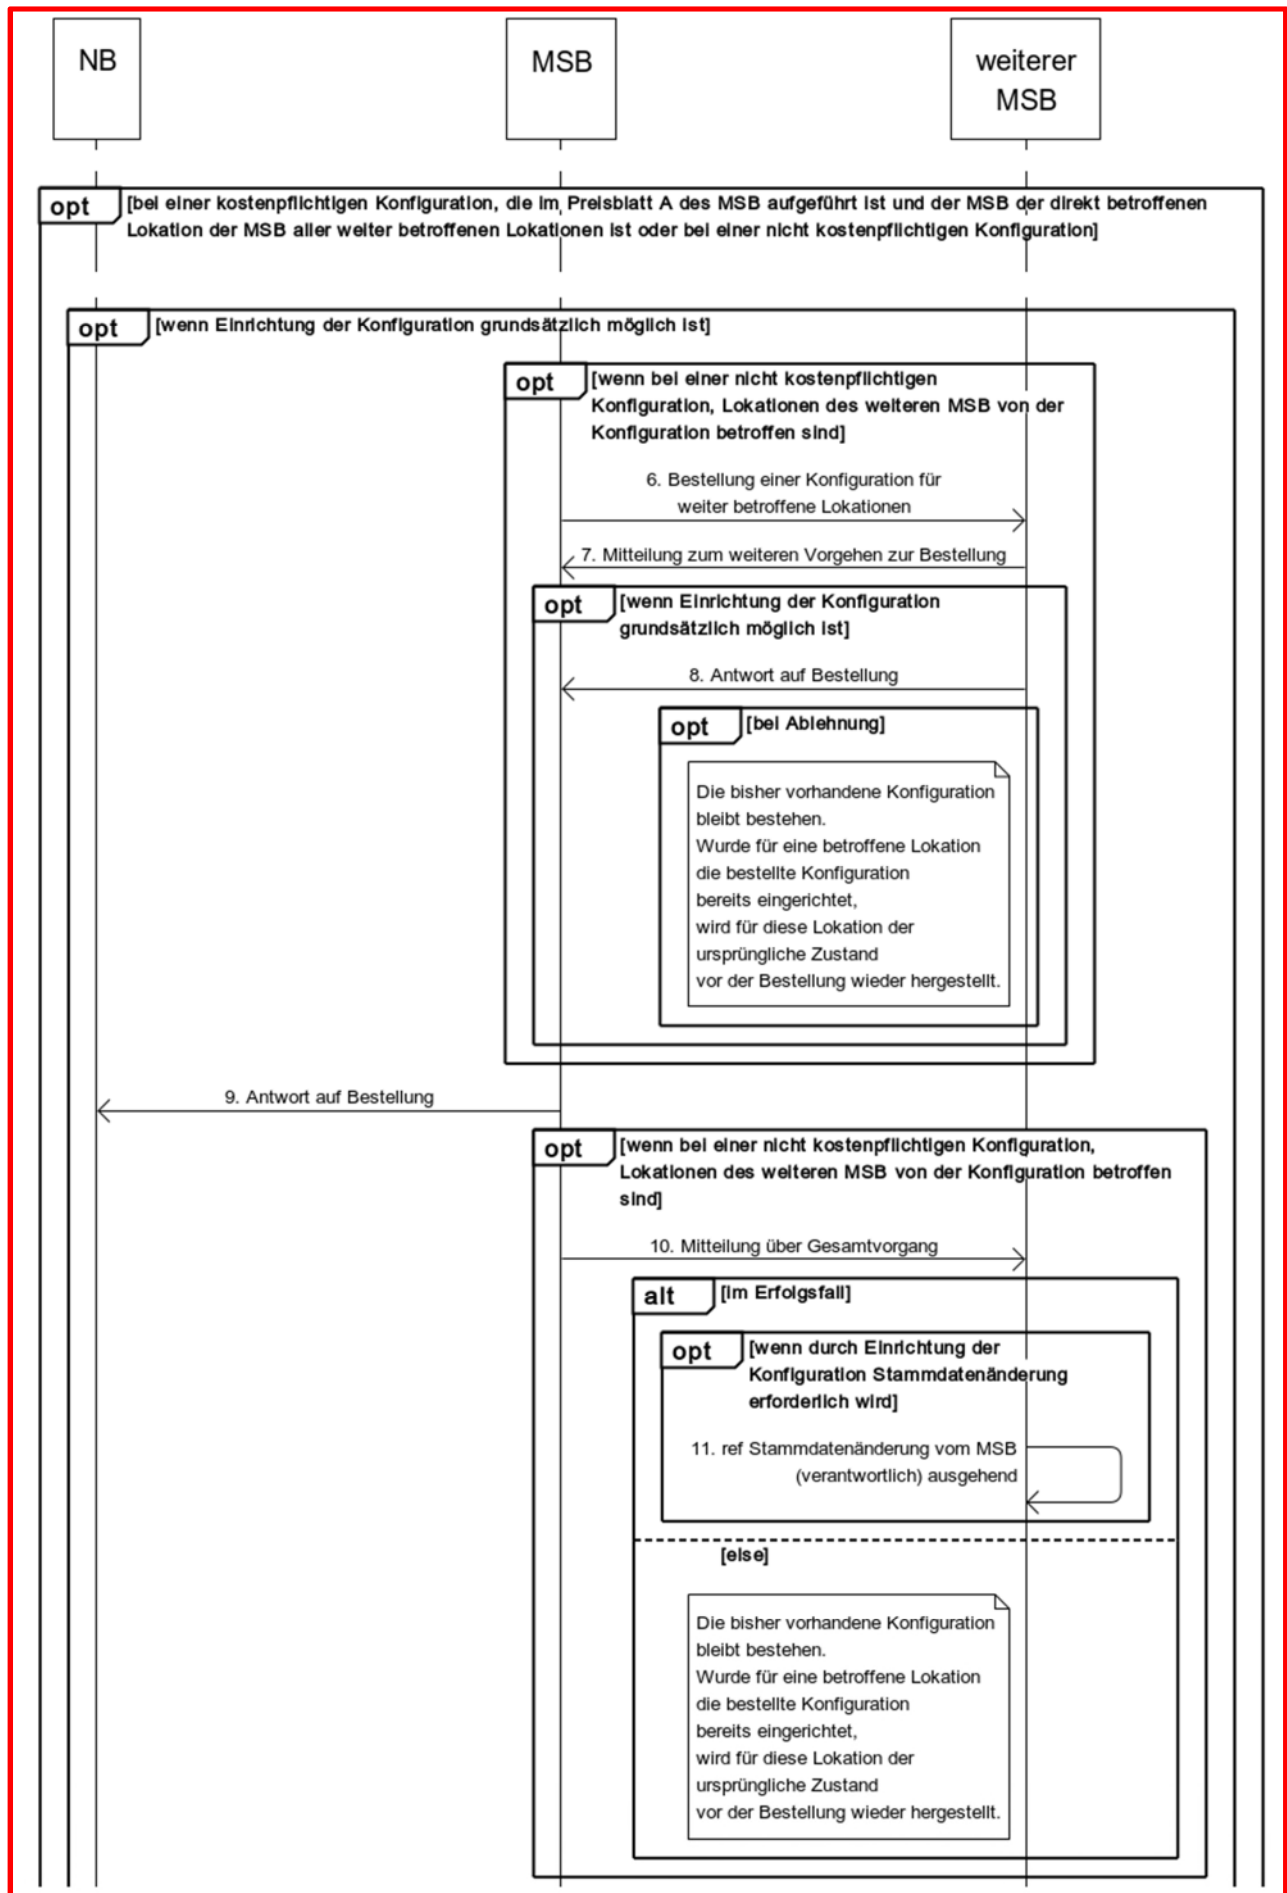 NB
MSB
weiterer
MSB
opt
[bei einer kostenpflichtigen Konfiguration, die im Preisblatt A des MSB aufgeführt ist und der MSB der direkt betroffenen
Lokation der MSB aller weiter betroffenen Lokationen ist oder bei einer nicht kostenpflichtigen Konfiguration]
opt
[wenn Einrichtung der Konfiguration grundsätzlich möglich ist]
opt
[wenn bei einer nicht kostenpflichtigen
Konfiguration, Lokationen des weiteren MSB von der
Konfiguration betroffen sind]
6. Bestellung einer Konfiguration für
weiter betroffene Lokationen
7. Mitteilung zum weiteren Vorgehen zur Bestellung
opt
[wenn Einrichtung der Konfiguration
grundsätzlich möglich ist]
8. Antwort auf Bestellung
opt
[bei Ablehnung]
Die bisher vorhandene Konfiguration
bleibt bestehen.
Wurde für eine betroffene Lokation
die bestellte Konfiguration
bereits eingerichtet,
wird für diese Lokation der
ursprüngliche Zustand
vor der Bestellung wieder hergestellt.
9. Antwort auf Bestellung
opt
[wenn bei einer nicht kostenpflichtigen Konfiguration,
Lokationen des weiteren MSB von der Konfiguration betroffen
sind]
10. Mitteilung über Gesamtvorgang
alt
[im Erfolgsfall]
opt
[wenn durch Einrichtung der
Konfiguration Stammdatenänderung
erforderlich wird]
11. ref Stammdatenänderung vom MSB
(verantwortlich) ausgehend
[else]
Die bisher vorhandene Konfiguration
bleibt bestehen.
Wurde für eine betroffene Lokation
die bestellte Konfiguration
bereits eingerichtet,
wird für diese Lokation der
ursprüngliche Zustand
vor der Bestellung wieder hergestellt.